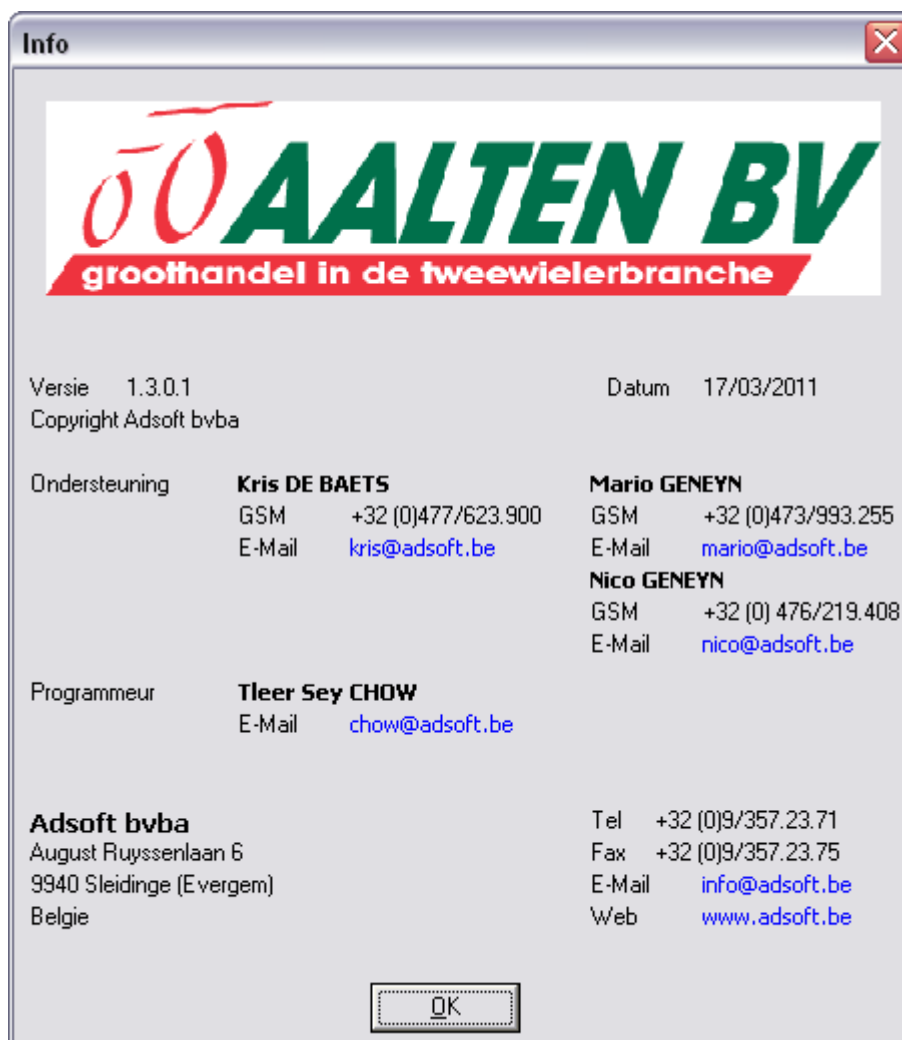 Info
AALTEN BV
groothandel in de tweewielerbranche
Versie 1.3.0.1 Datum 17/03/2011
Copyright Adsoft bvba
Ondersteuning Kris DE BAETS Mario GENEYN
GSM +32 (0)477/623.900 GSM +32 (0)473/993.255
E-Mail kris@adsoft.be E-Mail mario@adsoft.be
Nico GENEYN
GSM +32 (0) 476/219.408
E-Mail nico@adsoft.be
Programmeur Tleer Sey CHOW
E-Mail chow@adsoft.be
Adsoft bvba Tel +32 (0)9/357.23.71
August Ruyssenlaan 6 Fax +32 (0)9/357.23.75
9940 Sleidinge (Evergem) E-Mail info@adsoft.be
Belgie Web www.adsoft.be
OK